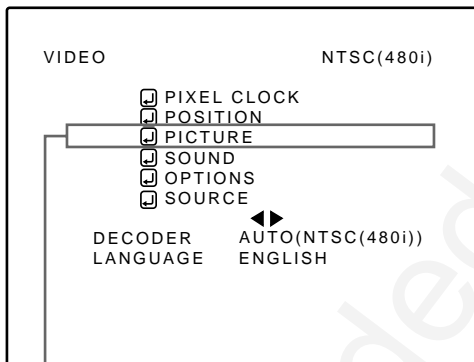 VIDEO NTSC(480i)
PIXEL CLOCK
POSITION
PICTURE
SOUND
OPTIONS
SOURCE
DECODER AUTO(NTSC(480i))
LANGUAGE ENGLISH